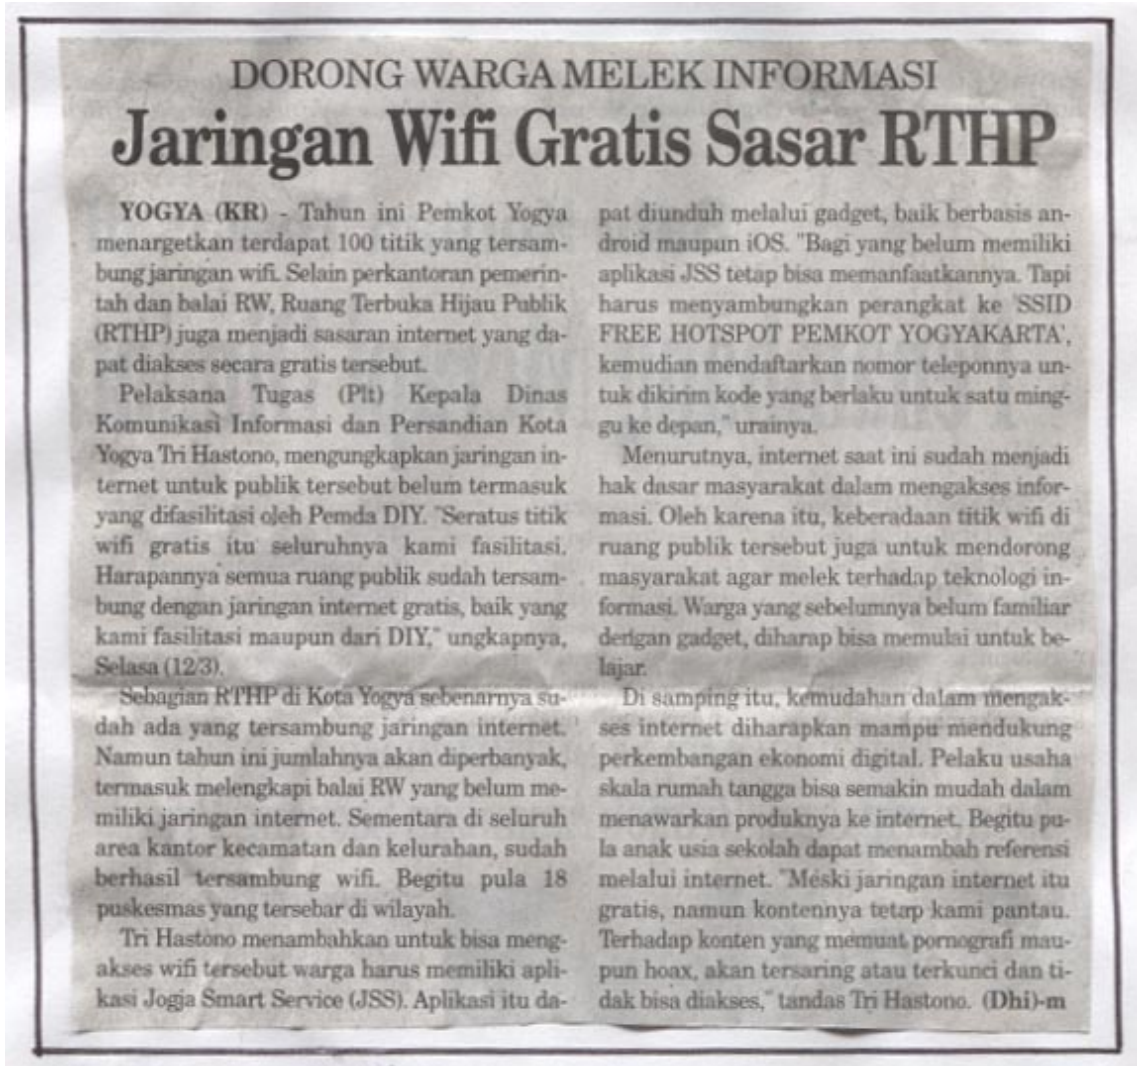 DORONG WARGA MELEK INFORMASI
Jaringan Wifi Gratis Sasar RTHP
YOGYA (KR) - Tahun ini Pemkot Yogya
menargetkan terdapat 100 titik yang tersam-
bung jaringan wifi. Selain perkantoran pemerin-
tah dan balai RW, Ruang Terbuka Hijau Publik
(RTHP) juga menjadi sasaran internet yang da-
pat diakses secara gratis tersebut.
Pelaksana Tugas (Plt) Kepala Dinas
Komunikasi Informasi dan Persandian Kota
Yogya Tri Hastono, mengungkapkan jaringan in-
ternet untuk publik tersebut belum termasuk
yang difasilitasi oleh Pemda DIY. "Seratus titik
wifi gratis itu seluruhnya kami fasilitasi.
Harapannya semua ruang publik sudah tersam-
bung dengan jaringan internet gratis, baik yang
kami fasilitasi maupun dari DIY," ungkapnya,
Selasa (12/3).
Sebagian RTHP di Kota Yogya sebenarnya su-
dah ada yang tersambung jaringan internet.
Namun tahun ini jumlahnya akan diperbanyak,
termasuk melengkapi balai RW yang belum me-
miliki jaringan internet. Sementara di seluruh
area kantor kecamatan dan kelurahan, sudah
berhasil tersambung wifi. Begitu pula 18
puskesmas yang tersebar di wilayah.
Tri Hastono menambahkan untuk bisa meng-
akses wifi tersebut warga harus memiliki apli-
kasi Jogja Smart Service (JSS). Aplikasi itu da-
pat diunduh melalui gadget, baik berbasis an-
droid maupun iOS. "Bagi yang belum memiliki
aplikasi JSS tetap bisa memanfaatkannya. Tapi
harus menyambungkan perangkat ke 'SSID
FREE HOTSPOT PEMKOT YOGYAKARTA',
kemudian mendaftarkan nomor teleponnya un-
tuk dikirim kode yang berlaku untuk satu ming-
gu ke depan," urainya.
Menurutnya, internet saat ini sudah menjadi
hak dasar masyarakat dalam mengakses infor-
masi. Oleh karena itu, keberadaan titik wifi di
ruang publik tersebut juga untuk mendorong
masyarakat agar melek terhadap teknologi in-
formasi. Warga yang sebelumnya belum familiar
dengan gadget, diharap bisa memulai untuk be-
lajar.
Di samping itu, kemudahan dalam mengak-
ses internet diharapkan mampu mendukung
perkembangan ekonomi digital. Pelaku usaha
skala rumah tangga bisa semakin mudah dalam
menawarkan produknya ke internet. Begitu pu-
la anak usia sekolah dapat menambah referensi
melalui internet. "Meski jaringan internet itu
gratis, namun kontennya tetap kami pantau.
Terhadap konten yang memuat pornografi mau-
pun hoax, akan tersaring atau terkunci dan ti-
dak bisa diakses," tandas Tri Hastono. (Dhi)-m